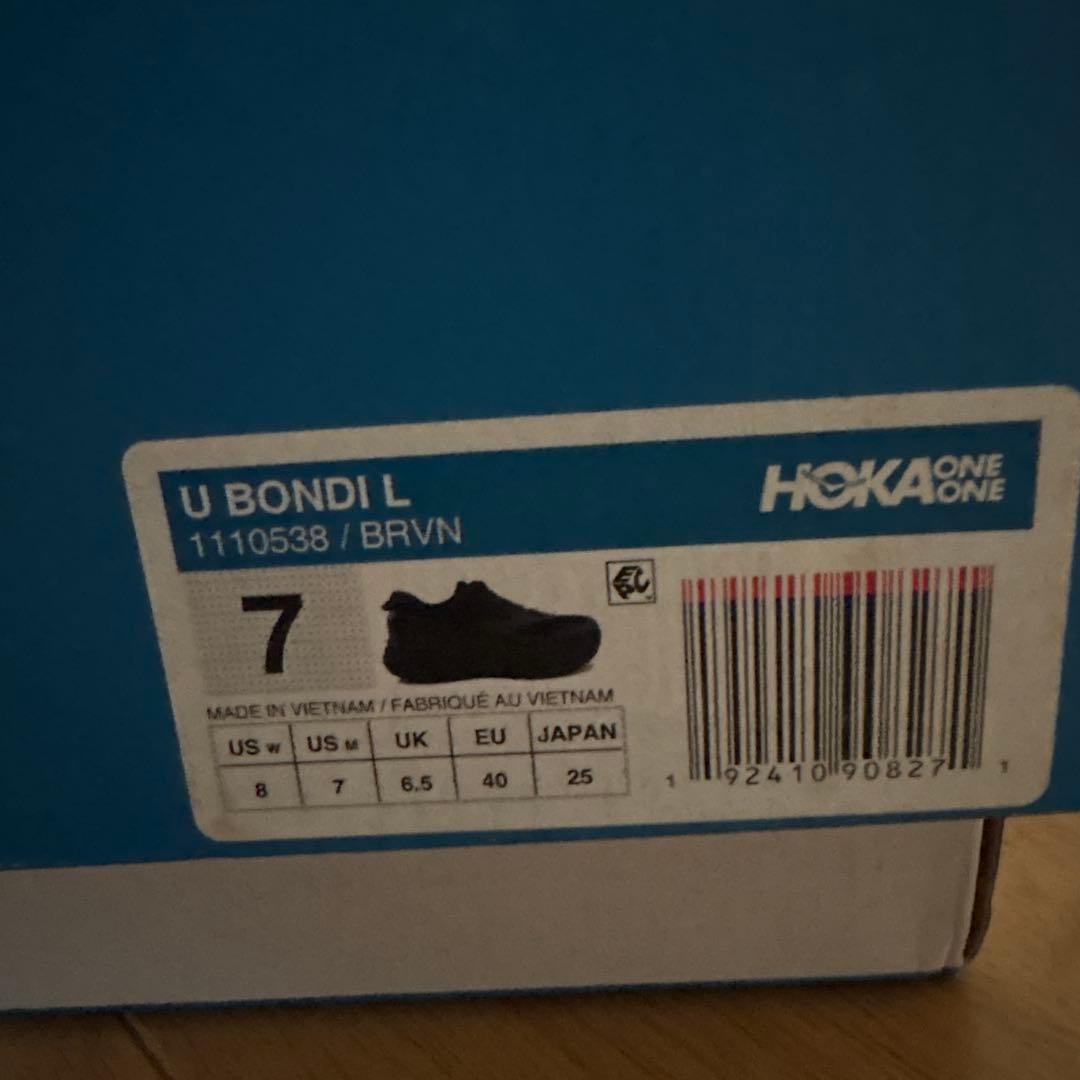 U BONDI L
1110538 / BRVN
HOKA ONE ONE
7
EPC
MADE IN VIETNAM / FABRIQUÉ AU VIETNAM
US W US M UK EU JAPAN
8 7 6.5 40 25
1 92410 90827 1